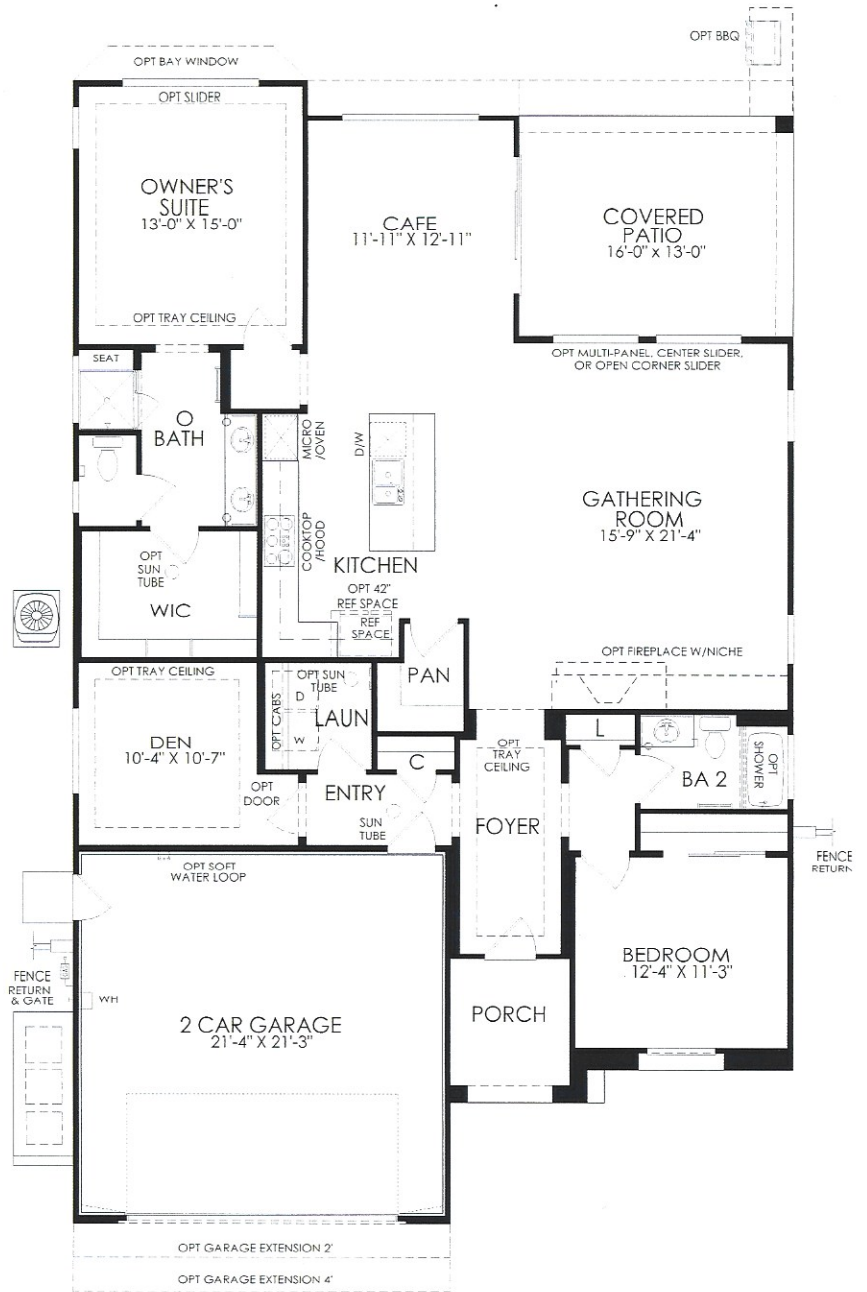 OPT BBQ
OPT BAY WINDOW
OPT SLIDER
OWNER'S
SUITE
13'-0" X 15'-0"
OPT TRAY CEILING
CAFE
11'-11" X 12'-11"
COVERED
PATIO
16'-0" x 13'-0"
OPT MULTI-PANEL, CENTER SLIDER,
OR OPEN CORNER SLIDER
SEAT
O
BATH
MICRO
/OVEN
D/W
COOKTOP
/HOOD
KITCHEN
OPT 42"
REF SPACE
REF
SPACE
GATHERING
ROOM
15'-9" X 21'-4"
OPT
SUN
TUBE
WIC
OPT FIREPLACE W/NICHE
PAN
OPT TRAY CEILING
DEN
10'-4" X 10'-7"
OPT
DOOR
OPT SUN
TUBE
OPT CABS
D
W
LAUN
C
ENTRY
SUN
TUBE
OPT
TRAY
CEILING
FOYER
L
BA 2
OPT
SHOWER
FENCE
RETURN
BEDROOM
12'-4" X 11'-3"
PORCH
OPT SOFT
WATER LOOP
FENCE
RETURN
& GATE
WH
2 CAR GARAGE
21'-4" X 21'-3"
OPT GARAGE EXTENSION 2'
OPT GARAGE EXTENSION 4'